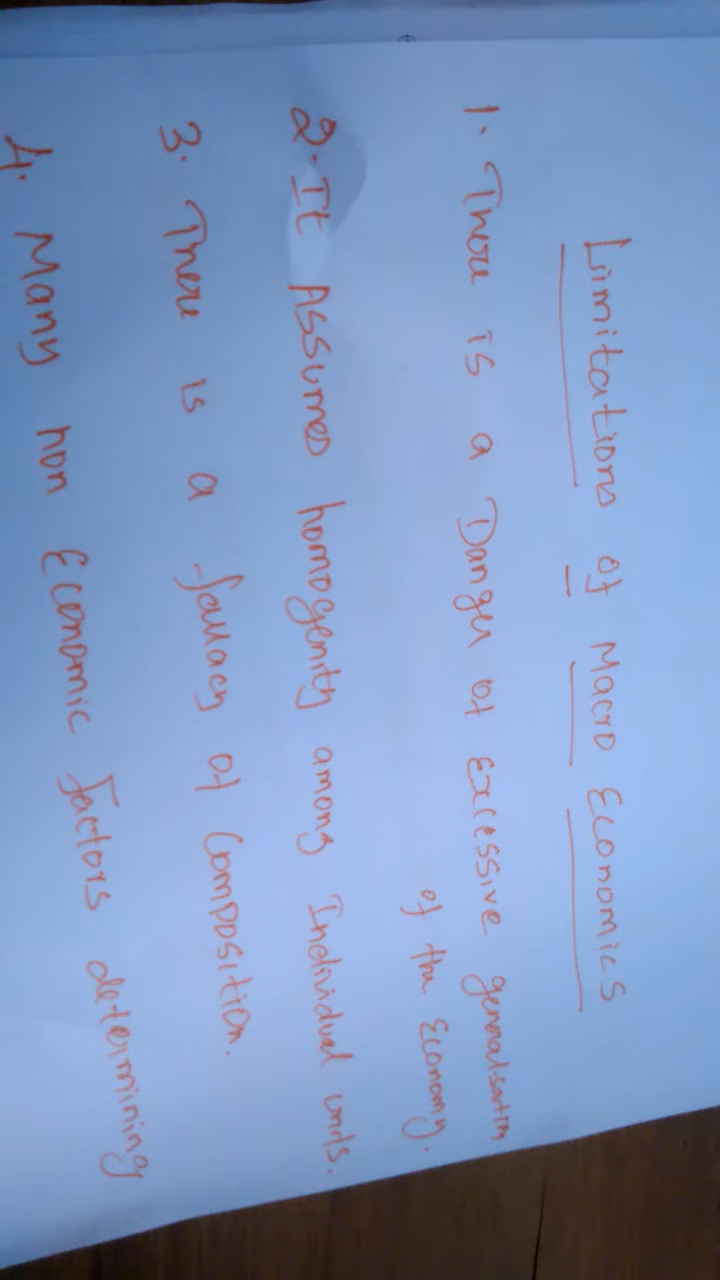 Limitations of Macro Economics
1. There is a Danger of Excessive generalisation
of the Economy.
2. It Assumes homogenity among Individual units.
3. There is a fallacy of Composition.
4. Many non Economic factors determining